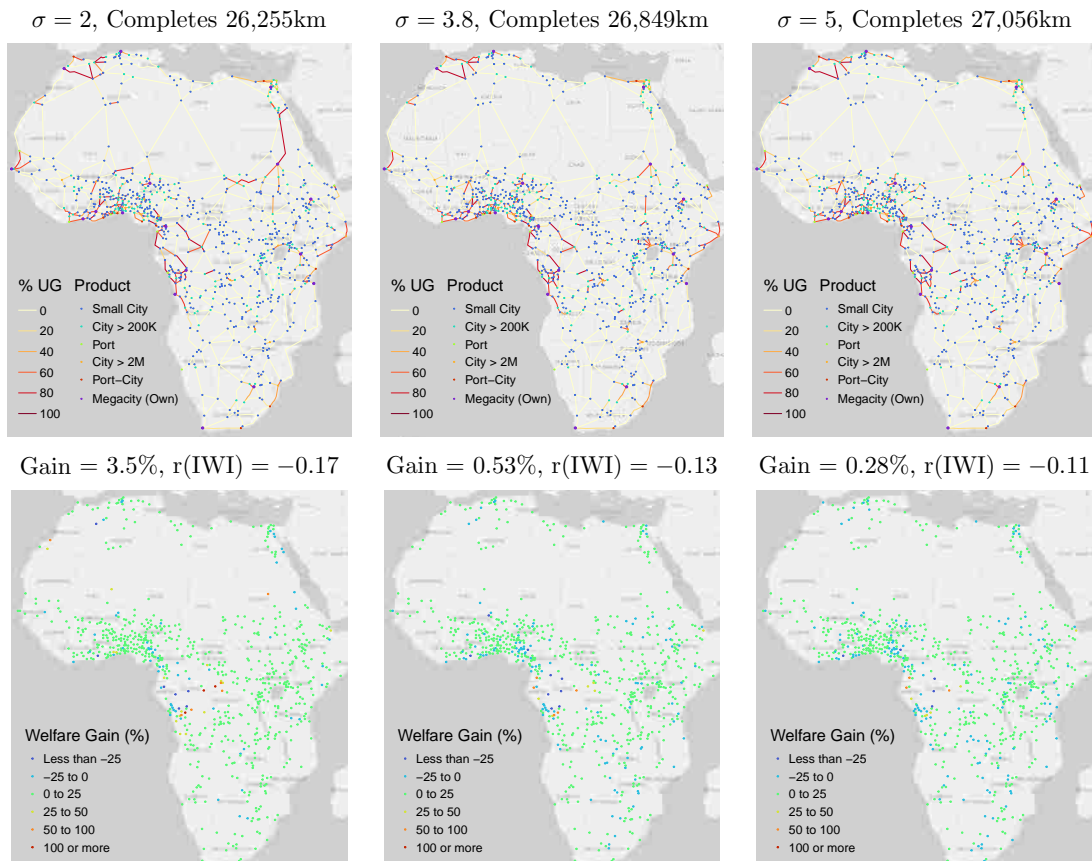 σ = 2, Completes 26,255km
σ = 3.8, Completes 26,849km
σ = 5, Completes 27,056km
% UG Product
0
20
40
60
80
100
Small City
City > 200K
Port
City > 2M
Port−City
Megacity (Own)
% UG Product
0
20
40
60
80
100
Small City
City > 200K
Port
City > 2M
Port−City
Megacity (Own)
% UG Product
0
20
40
60
80
100
Small City
City > 200K
Port
City > 2M
Port−City
Megacity (Own)
Gain = 3.5%, r(IWI) = −0.17
Gain = 0.53%, r(IWI) = −0.13
Gain = 0.28%, r(IWI) = −0.11
Welfare Gain (%)
Less than −25
−25 to 0
0 to 25
25 to 50
50 to 100
100 or more
Welfare Gain (%)
Less than −25
−25 to 0
0 to 25
25 to 50
50 to 100
100 or more
Welfare Gain (%)
Less than −25
−25 to 0
0 to 25
25 to 50
50 to 100
100 or more